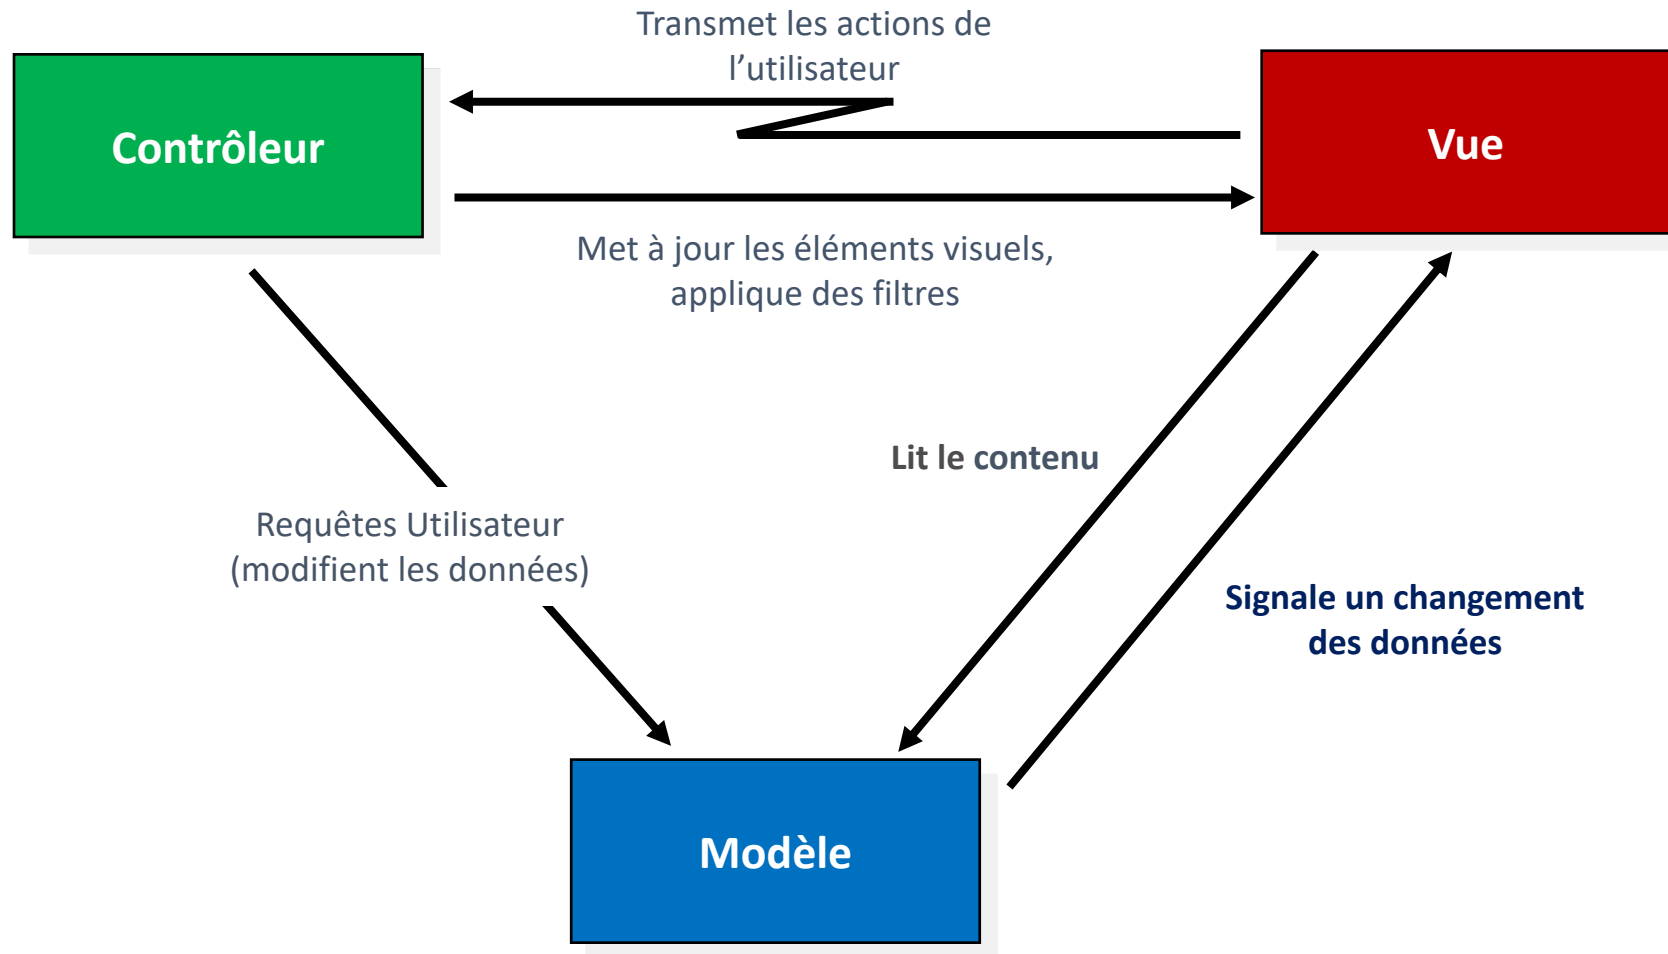 Transmet les actions de
l’utilisateur
Contrôleur
Vue
Met à jour les éléments visuels,
applique des filtres
Lit le contenu
Requêtes Utilisateur
(modifient les données)
Signale un changement
des données
Modèle